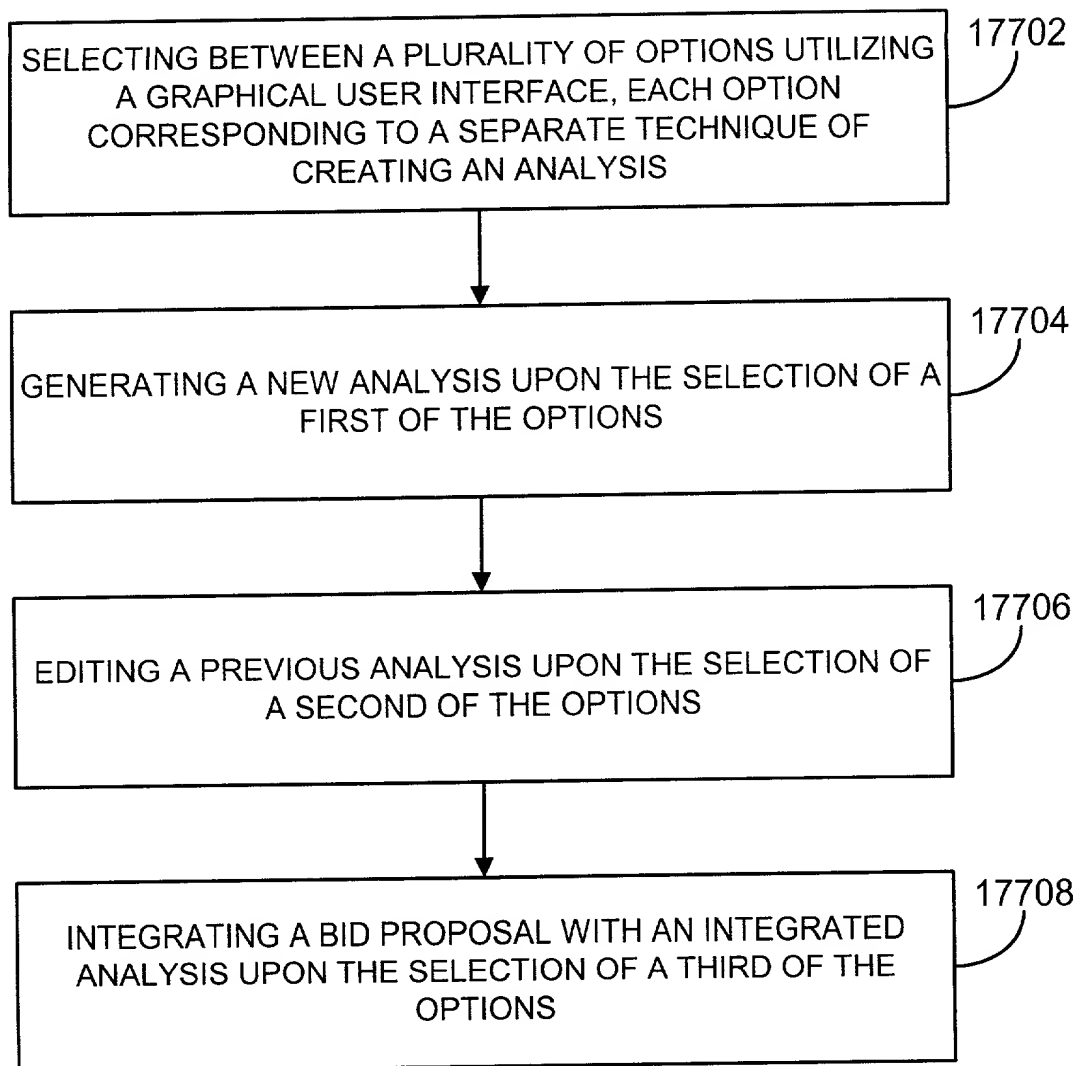 SELECTING BETWEEN A PLURALITY OF OPTIONS UTILIZING
A GRAPHICAL USER INTERFACE, EACH OPTION
CORRESPONDING TO A SEPARATE TECHNIQUE OF
CREATING AN ANALYSIS
17702
GENERATING A NEW ANALYSIS UPON THE SELECTION OF A
FIRST OF THE OPTIONS
17704
EDITING A PREVIOUS ANALYSIS UPON THE SELECTION OF
A SECOND OF THE OPTIONS
17706
INTEGRATING A BID PROPOSAL WITH AN INTEGRATED
ANALYSIS UPON THE SELECTION OF A THIRD OF THE
OPTIONS
17708